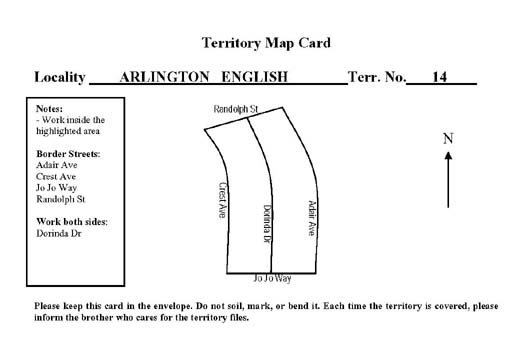 Territory Map Card
Locality ARLINGTON ENGLISH Terr. No. 14
Notes:
- Work inside the
highlighted area
Border Streets:
Adair Ave
Crest Ave
Jo Jo Way
Randolph St
Work both sides:
Dorinda Dr
Randolph St
Crest Ave
Dorinda Dr
Adair Ave
Jo Jo Way
N
Please keep this card in the envelope. Do not soil, mark, or bend it. Each time the territory is covered, please
inform the brother who cares for the territory files.